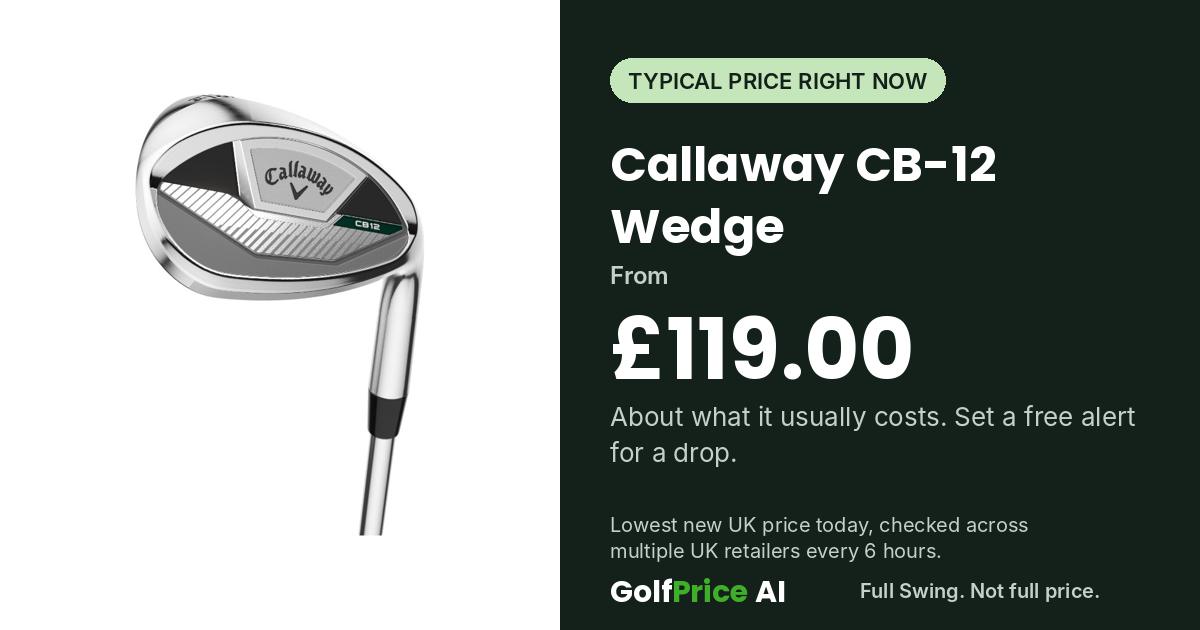 Callaway
CB12
TYPICAL PRICE RIGHT NOW
Callaway CB-12
Wedge
From
£119.00
About what it usually costs. Set a free alert
for a drop.
Lowest new UK price today, checked across
multiple UK retailers every 6 hours.
GolfPrice AI
Full Swing. Not full price.